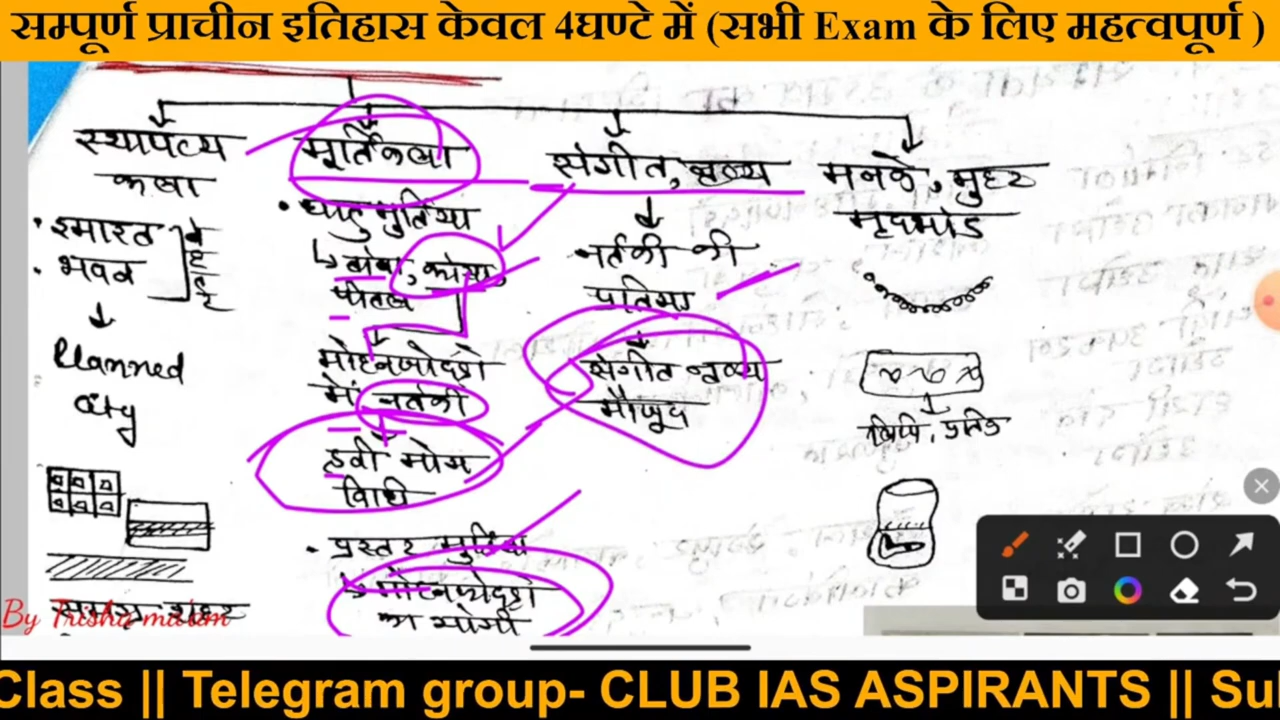 सम्पूर्ण प्राचीन इतिहास केवल 4घण्टे में (सभी Exam के लिए महत्वपूर्ण )
स्थापत्य
कला
• इमारत
• भवन
Planned
city
मूर्तिकला
• धातु मुर्तिया
↳ तांबा, कांसा,
पीतल
मोहनजोदड़ो
में नर्तकी
द्रवी मोम
विधि
• प्रस्तर मुर्तिया
↳ मोहनजोदड़ो
का योगी
संगीत, नृत्य
नर्तकी की
मुर्तिया
संगीत नृत्य
मौजूद
मनके, मुहर
मृदभांड
लिपि, प्रतिक
By Trisha ma'am
Class || Telegram group- CLUB IAS ASPIRANTS || Su